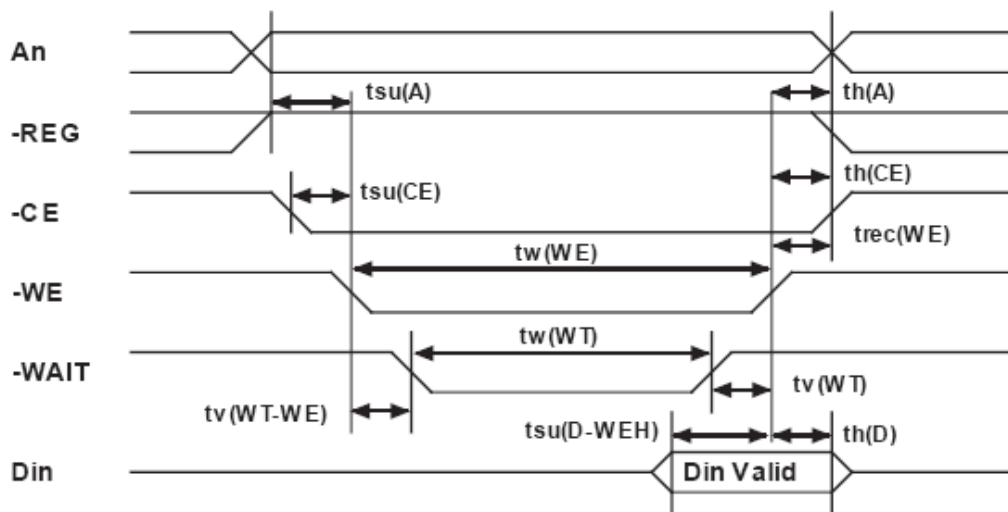 An
tsu(A)
th(A)
-REG
tsu(CE)
th(CE)
-CE
tw(WE)
trec(WE)
-WE
tw(WT)
-WAIT
tv(WT)
tv(WT-WE)
tsu(D-WEH)
th(D)
Din
Din Valid